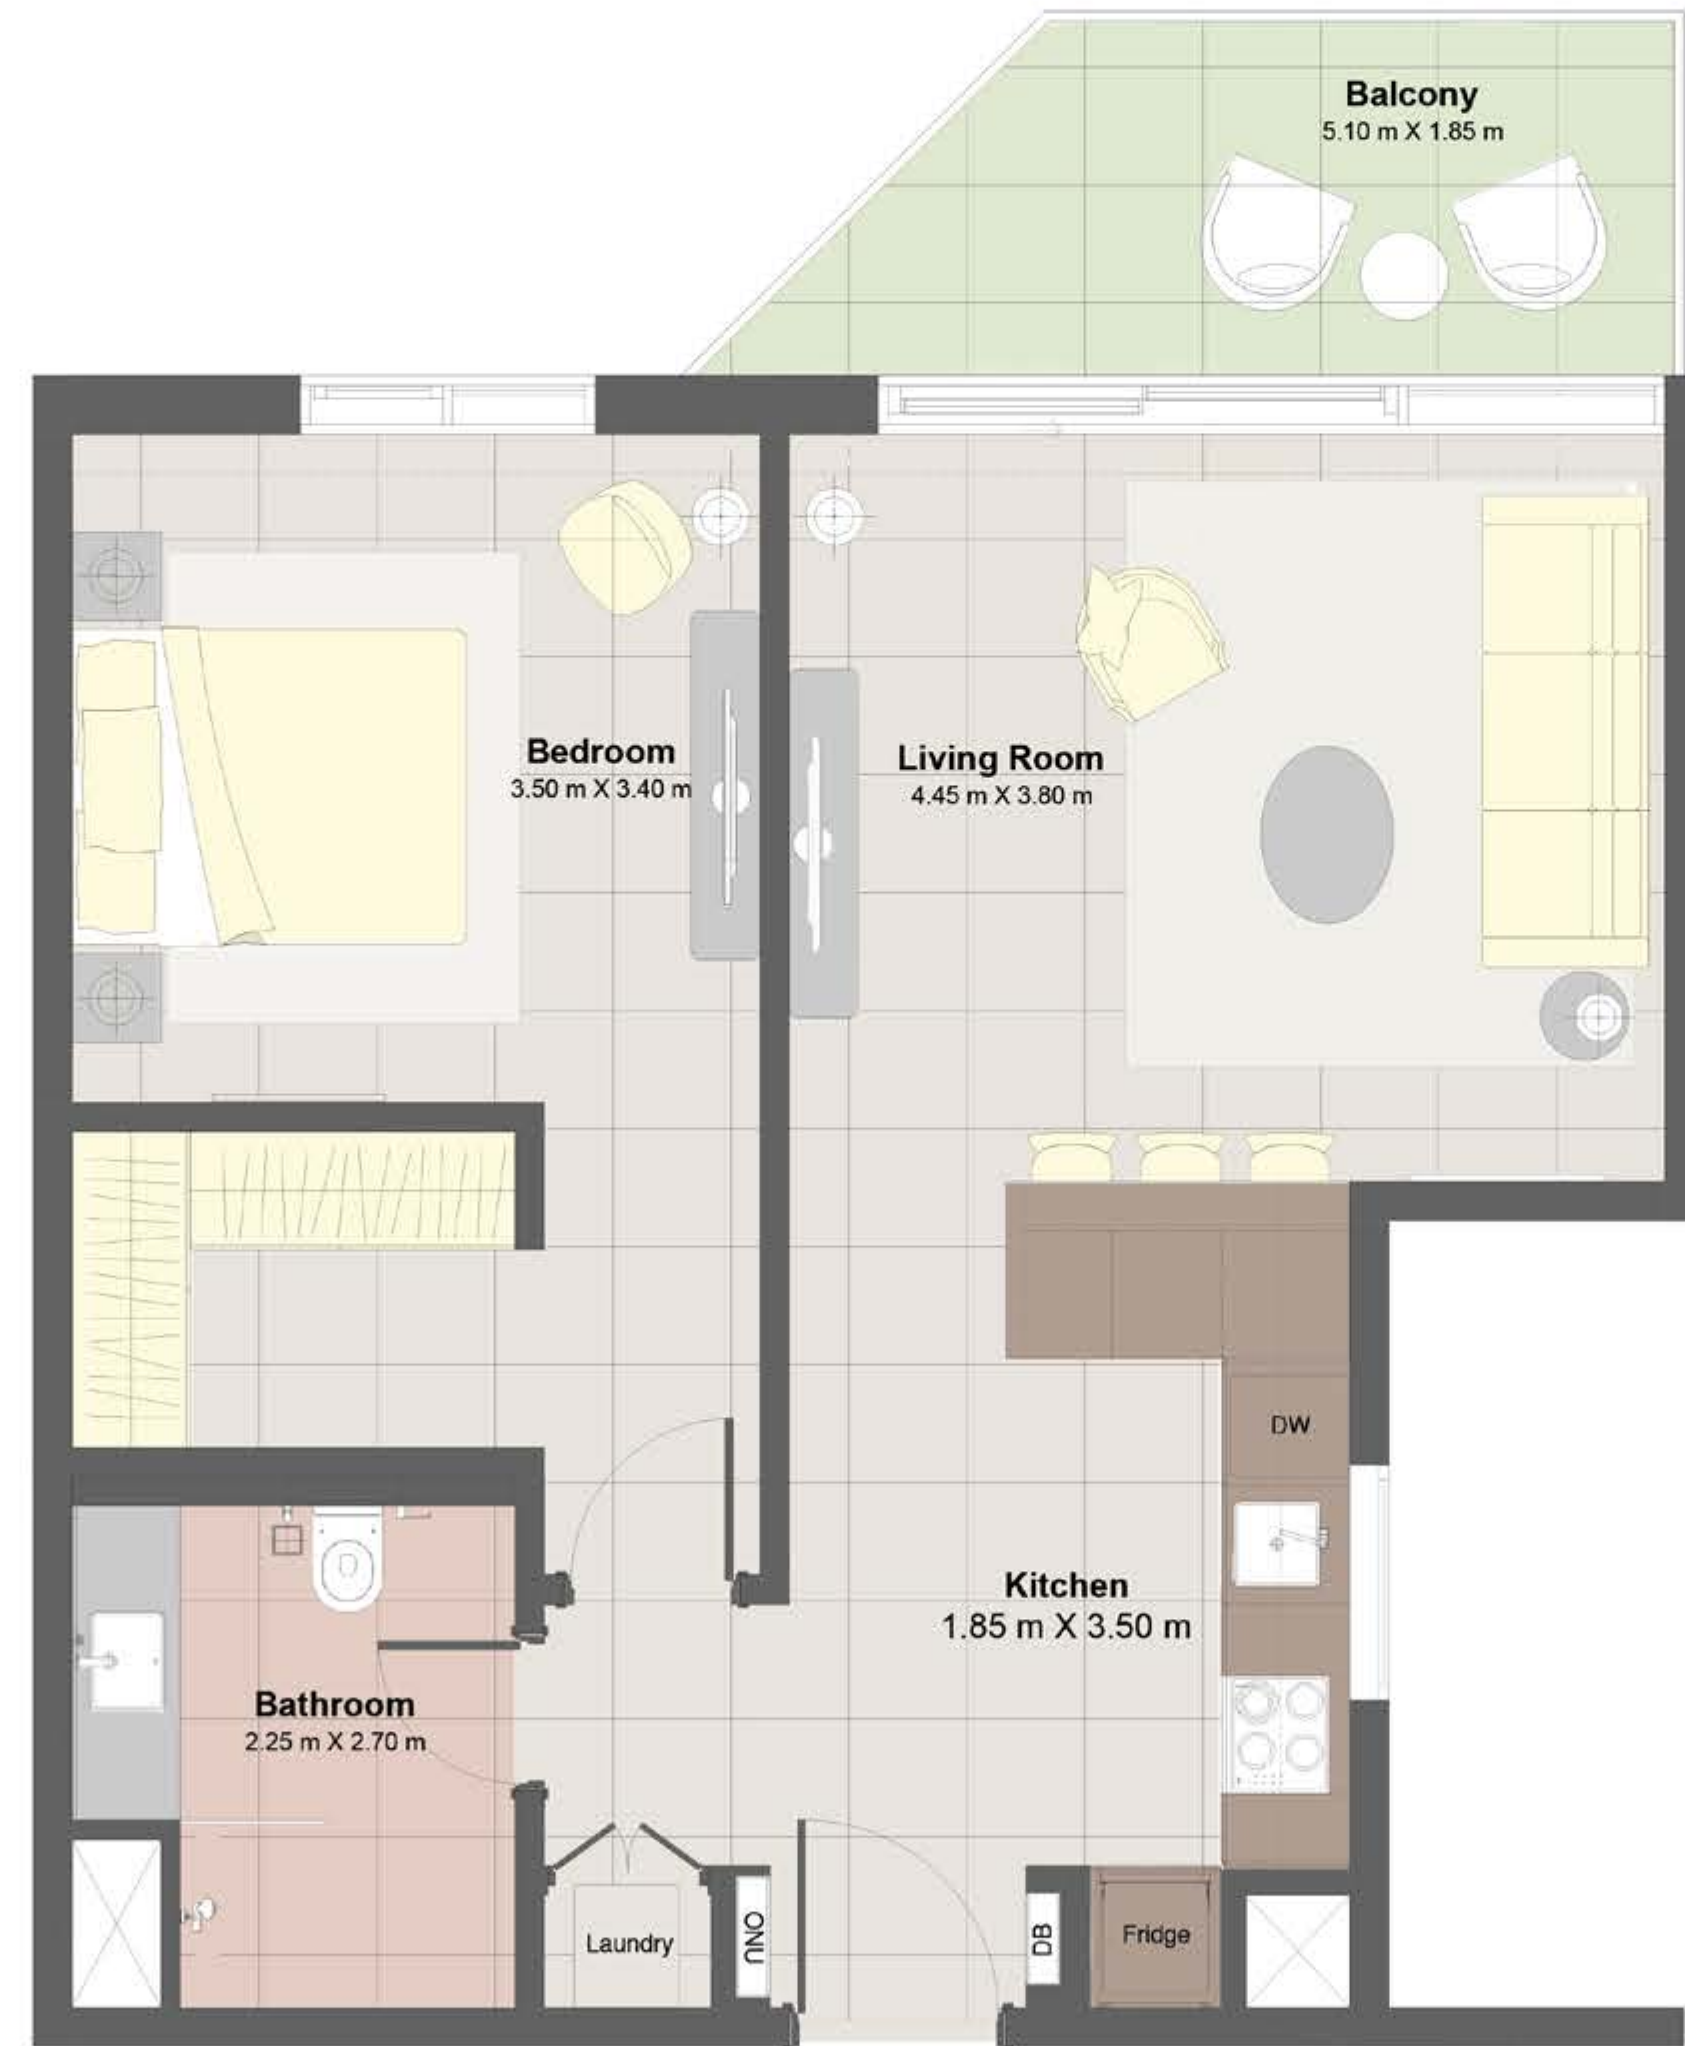 Balcony
5.10 m X 1.85 m
Bedroom
3.50 m X 3.40 m
Living Room
4.45 m X 3.80 m
DW
Kitchen
1.85 m X 3.50 m
Bathroom
2.25 m X 2.70 m
Laundry
ONU
DB
Fridge